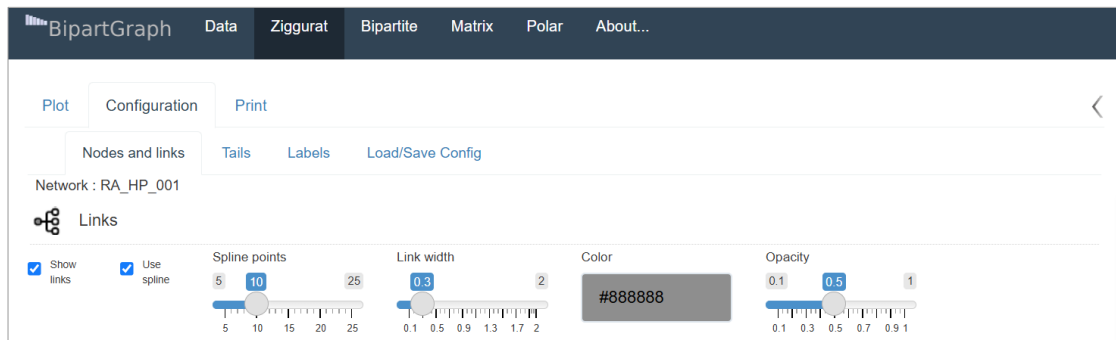 BipartGraph Data Ziggurat Bipartite Matrix Polar About...
Plot Configuration Print
Nodes and links Tails Labels Load/Save Config
Network : RA_HP_001
Links
Show links
Use spline
Spline points
5 10 25
5 10 15 20 25
Link width
0.3 2
0.1 0.5 0.9 1.3 1.7 2
Color
#888888
Opacity
0.1 0.5 1
0.1 0.3 0.5 0.7 0.9 1